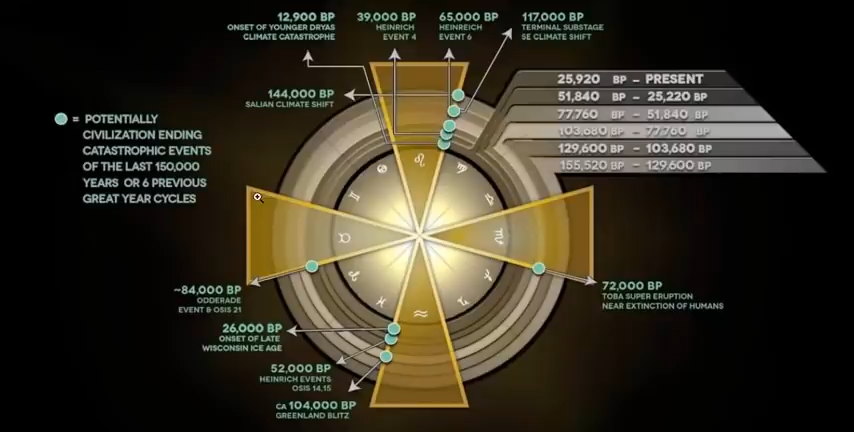 12,900 BP
ONSET OF YOUNGER DRYAS
CLIMATE CATASTROPHE
39,000 BP
HEINRICH
EVENT 4
65,000 BP
HEINREICH
EVENT 6
117,000 BP
TERMINAL SUBSTAGE
5E CLIMATE SHIFT
144,000 BP
SALIAN CLIMATE SHIFT
25,920 BP – PRESENT
51,840 BP – 25,220 BP
77,760 BP – 51,840 BP
103,680 BP – 77,760 BP
129,600 BP – 103,680 BP
155,520 BP – 129,600 BP
= POTENTIALLY
CIVILIZATION ENDING
CATASTROPHIC EVENTS
OF THE LAST 150,000
YEARS OR 6 PREVIOUS
GREAT YEAR CYCLES
♌
♋ ♍
♊ ♎
♉ ♏
♈ ♐
♓ ♑
♒
~84,000 BP
ODDERADE
EVENT & OSIS 21
72,000 BP
TOBA SUPER ERUPTION
NEAR EXTINCTION OF HUMANS
26,000 BP
ONSET OF LATE
WISCONSIN ICE AGE
52,000 BP
HEINRICH EVENTS
OSIS 14,15
CA 104,000 BP
GREENLAND BLITZ